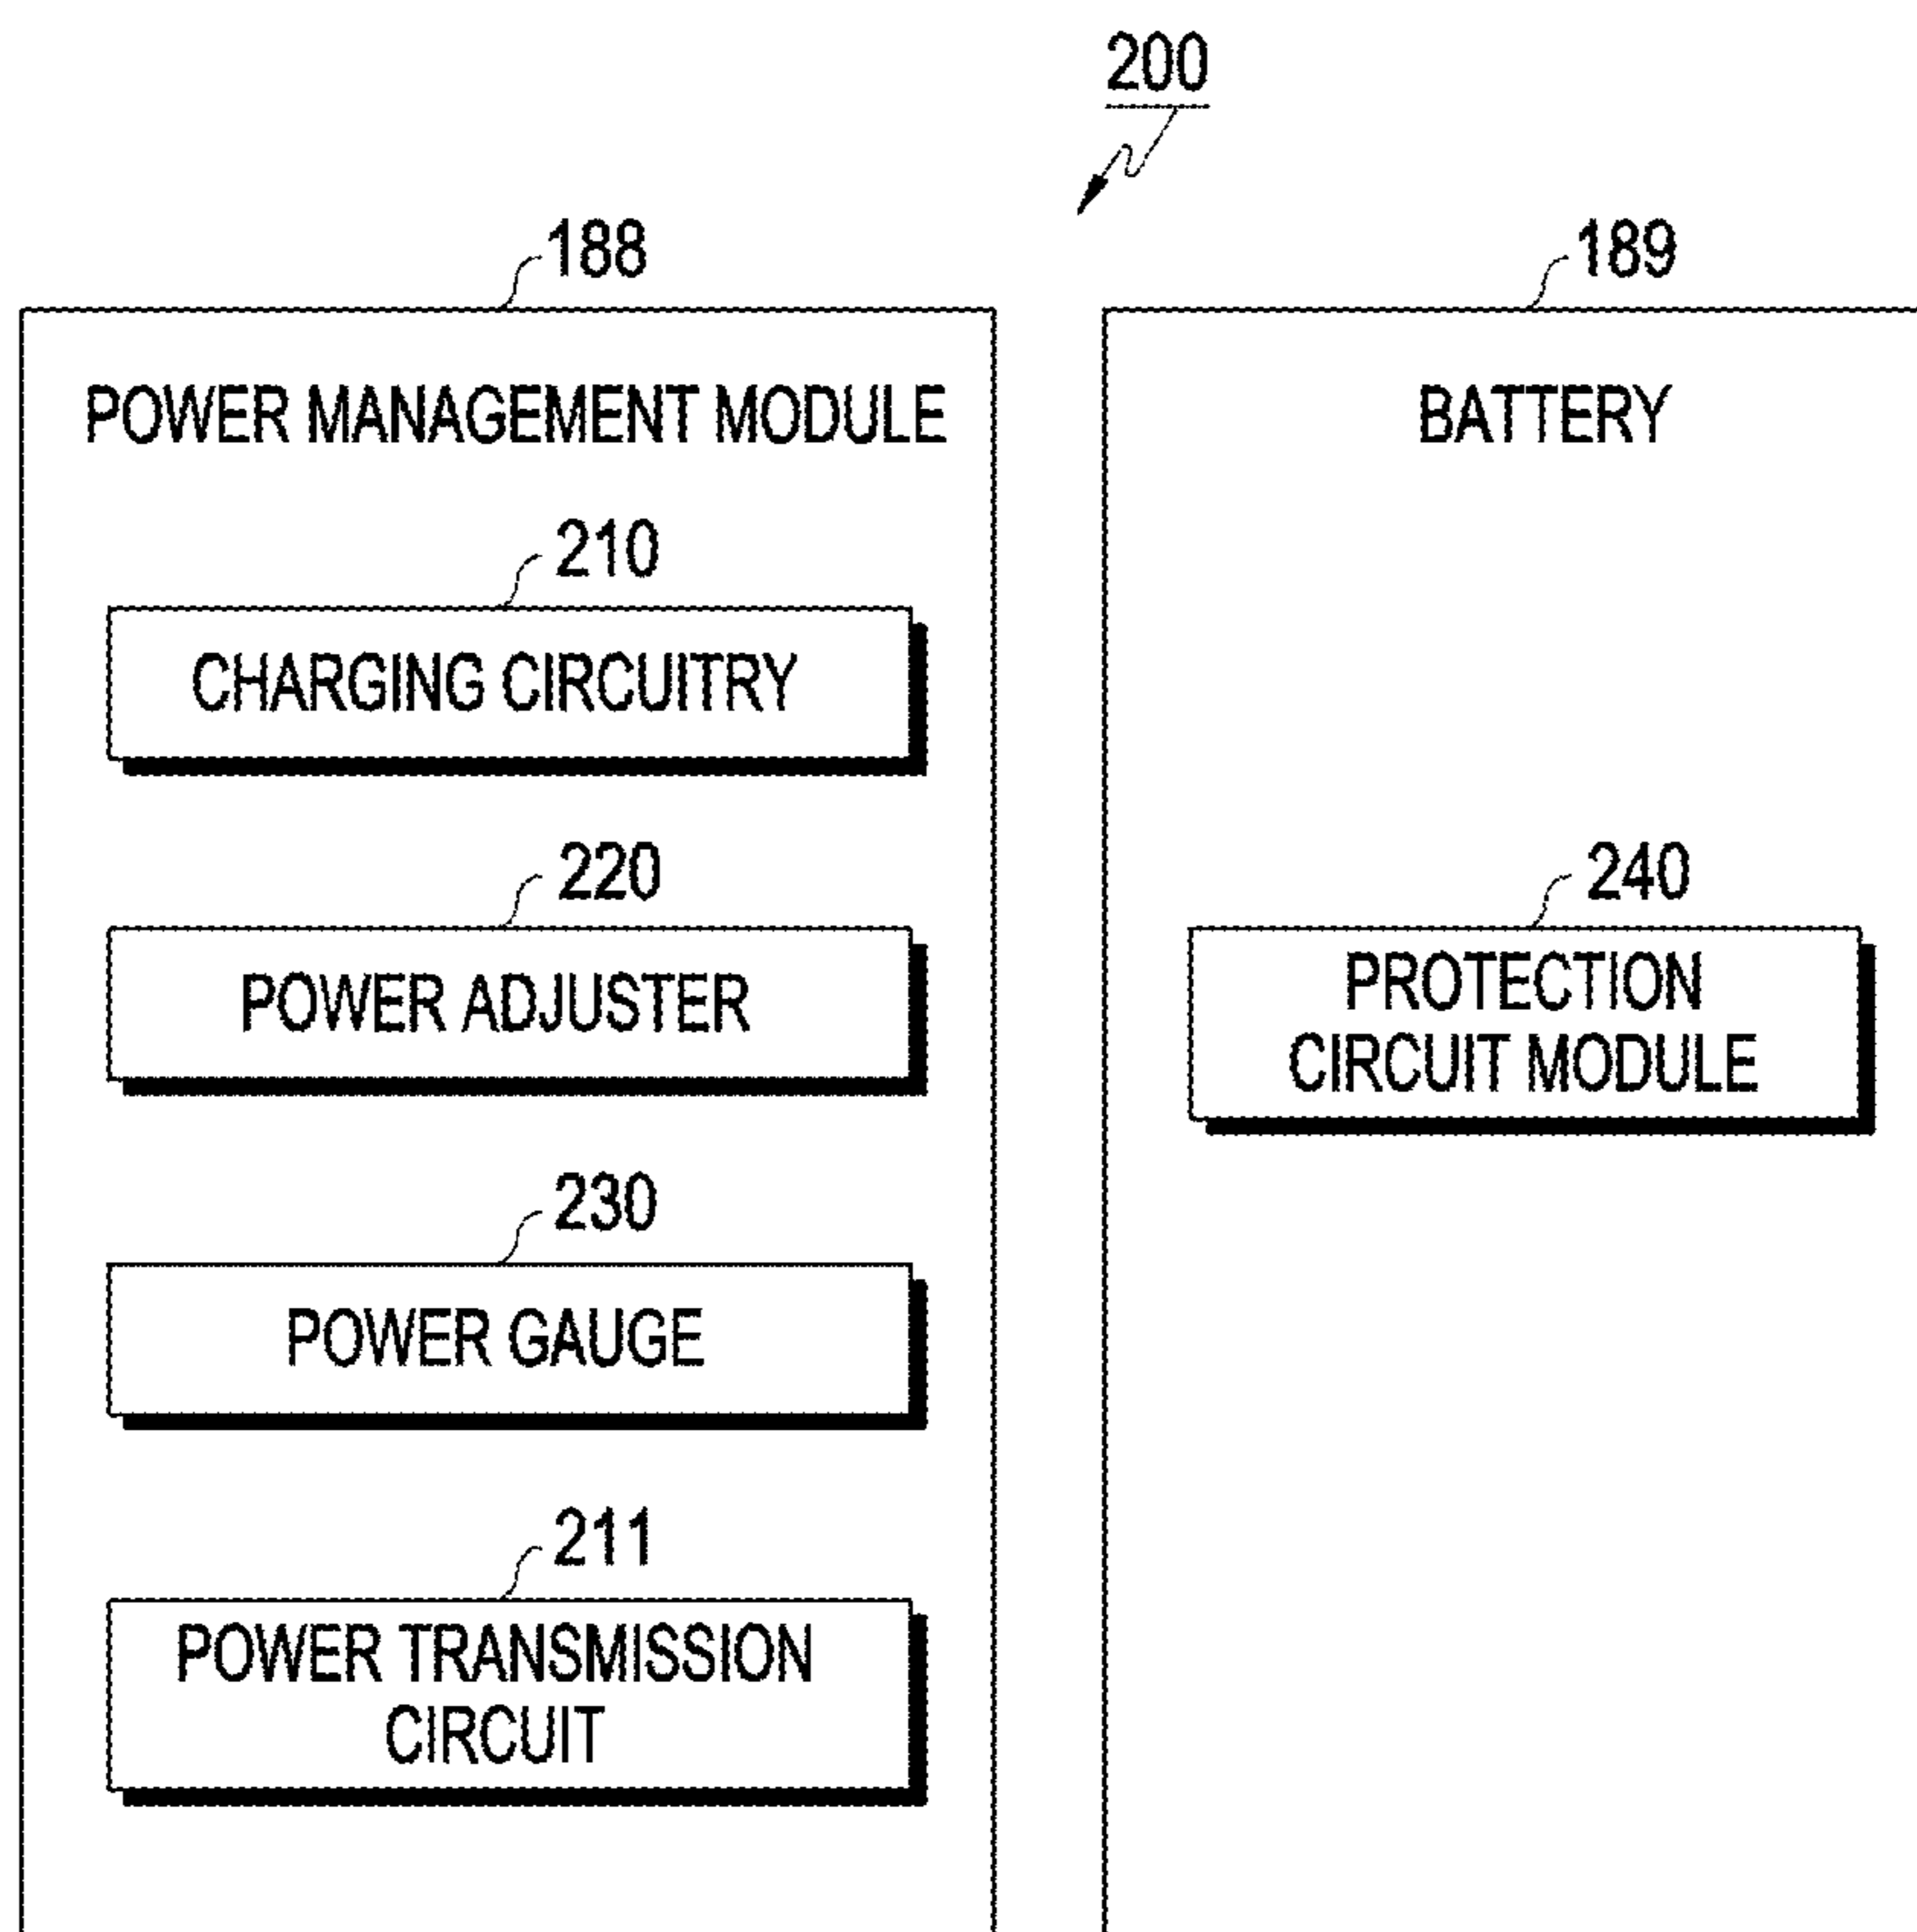 200
188
POWER MANAGEMENT MODULE
210
CHARGING CIRCUITRY
220
POWER ADJUSTER
230
POWER GAUGE
211
POWER TRANSMISSION
CIRCUIT
189
BATTERY
240
PROTECTION
CIRCUIT MODULE